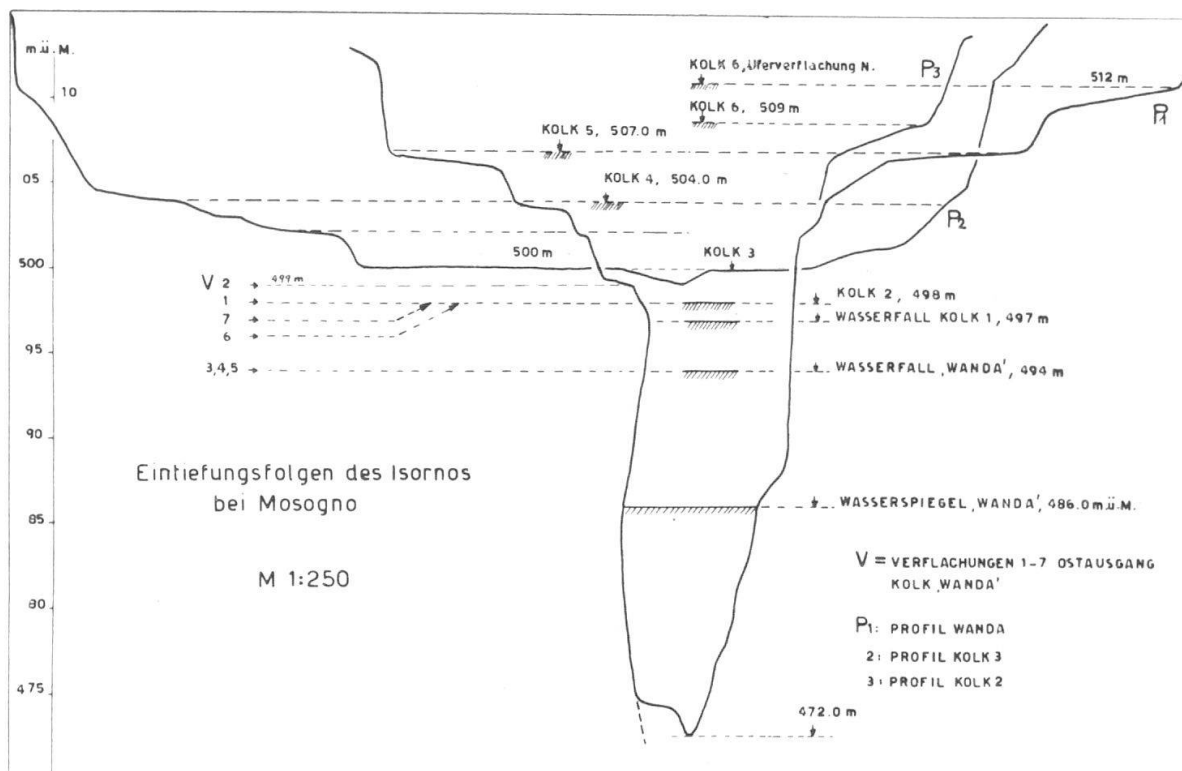 m.ü.M.
10
05
500
95
90
85
80
475
KOLK 6, Uferverflachung N.
P3
512 m
P1
KOLK 6, 509 m
KOLK 5, 507.0 m
KOLK 4, 504.0 m
P2
500 m
KOLK 3
V 2
499 m
1
7
6
3,4,5
KOLK 2, 498 m
WASSERFALL KOLK 1, 497 m
WASSERFALL ‚WANDA', 494 m
Eintiefungsfolgen des Isornos
bei Mosogno
M 1:250
WASSERSPIEGEL ‚WANDA', 486.0 m.ü.M.
V = VERFLACHUNGEN 1-7 OSTAUSGANG
KOLK ‚WANDA'
P1: PROFIL WANDA
2: PROFIL KOLK 3
3: PROFIL KOLK 2
472.0 m